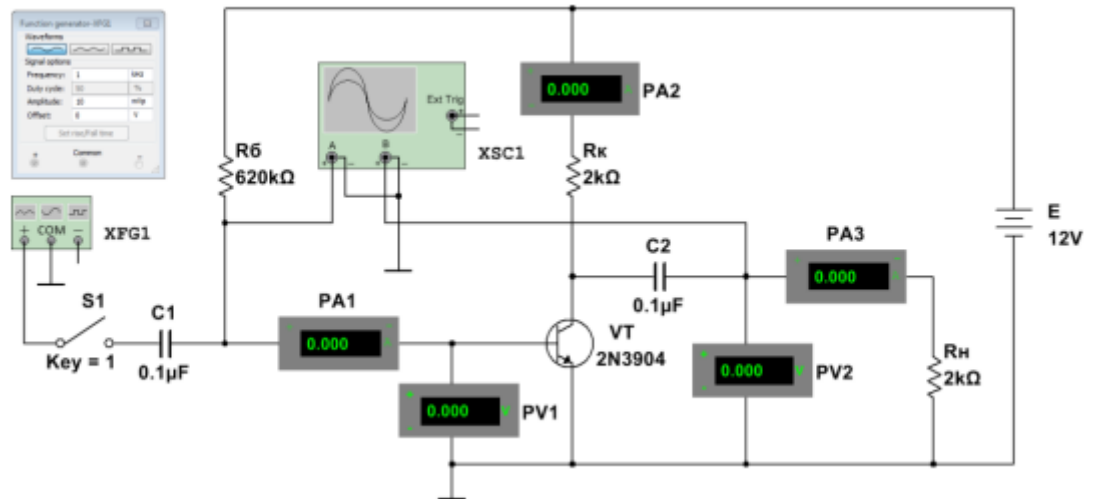 Function generator-XFG1
Waveforms
Signal options
Frequency: 1 kHz
Duty cycle: 50 %
Amplitude: 10 mVp
Offset: 0 V
Set rise/Fall time
+ Common -
XFG1
+ COM -
S1
Key = 1
C1
0.1µF
Rб
620kΩ
A B
Ext Trig
XSC1
PA1
0.000
0.000 V
PV1
0.000
PA2
Rк
2kΩ
C2
0.1µF
VT
2N3904
0.000 V
PV2
PA3
0.000
Rн
2kΩ
E
12V